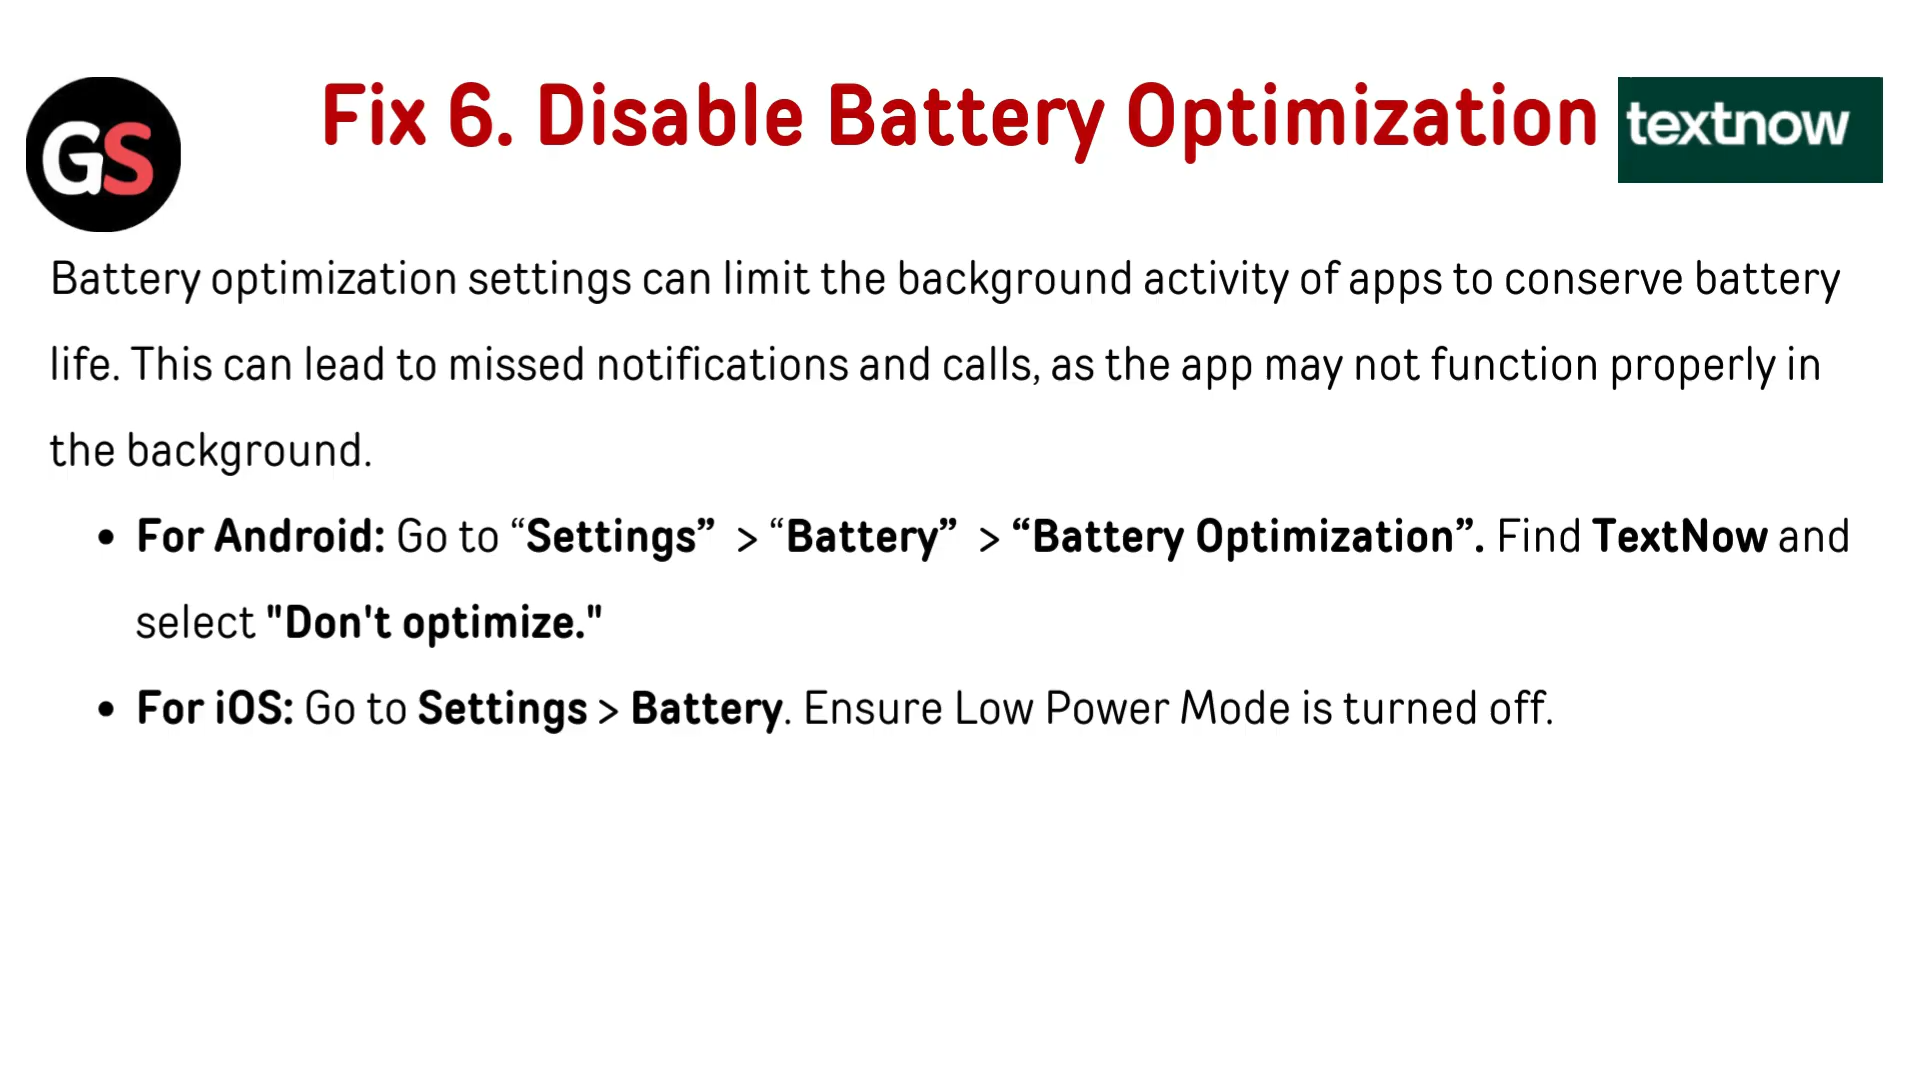 GS
Fix 6. Disable Battery Optimization
textnow
Battery optimization settings can limit the background activity of apps to conserve battery
life. This can lead to missed notifications and calls, as the app may not function properly in
the background.
• For Android: Go to “Settings” > “Battery” > “Battery Optimization”. Find TextNow and
select "Don't optimize."
• For iOS: Go to Settings > Battery. Ensure Low Power Mode is turned off.